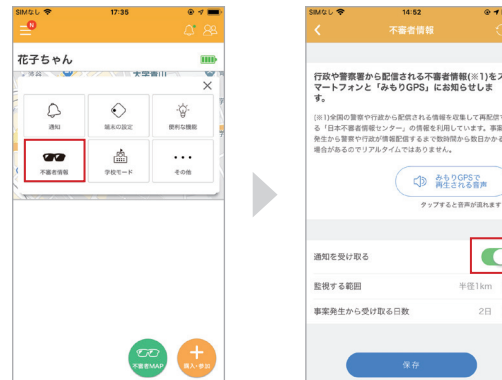 SIMなし 17:35
N
花子ちゃん
大学青山
通知
端末の設定
便利な機能
不審者情報
学校モード
その他
不審者MAP
購入・参加
SIMなし 14:52
不審者情報
行政や警察署から配信される不審者情報(※1)をス
マートフォンと「みもりGPS」にお知らせしま
す。
(※1)全国の警察や行政から配信される情報を収集して再配信す
る「日本不審者情報センター」の情報を利用しています。事案
発生から警察や行政が情報配信するまで数時間から数日かかる
場合があるのでリアルタイムではありません。
みもりGPSで
再生される音声
タップすると音声が流れます
通知を受け取る
監視する範囲 半径1km
事案発生から受け取る日数 2日
保存